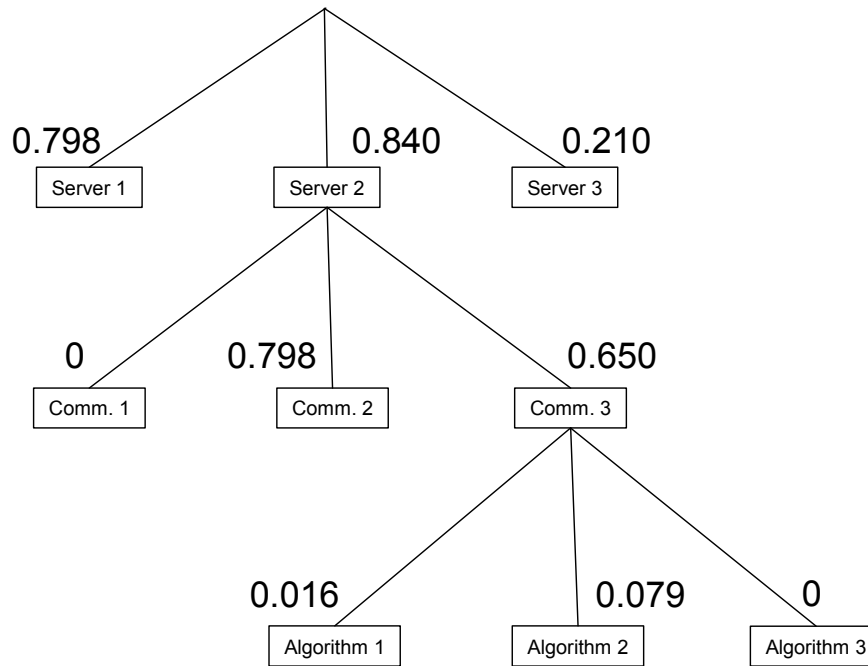 0.798 0.840 0.210
Server 1 Server 2 Server 3
0 0.798 0.650
Comm. 1 Comm. 2 Comm. 3
0.016 0.079 0
Algorithm 1 Algorithm 2 Algorithm 3